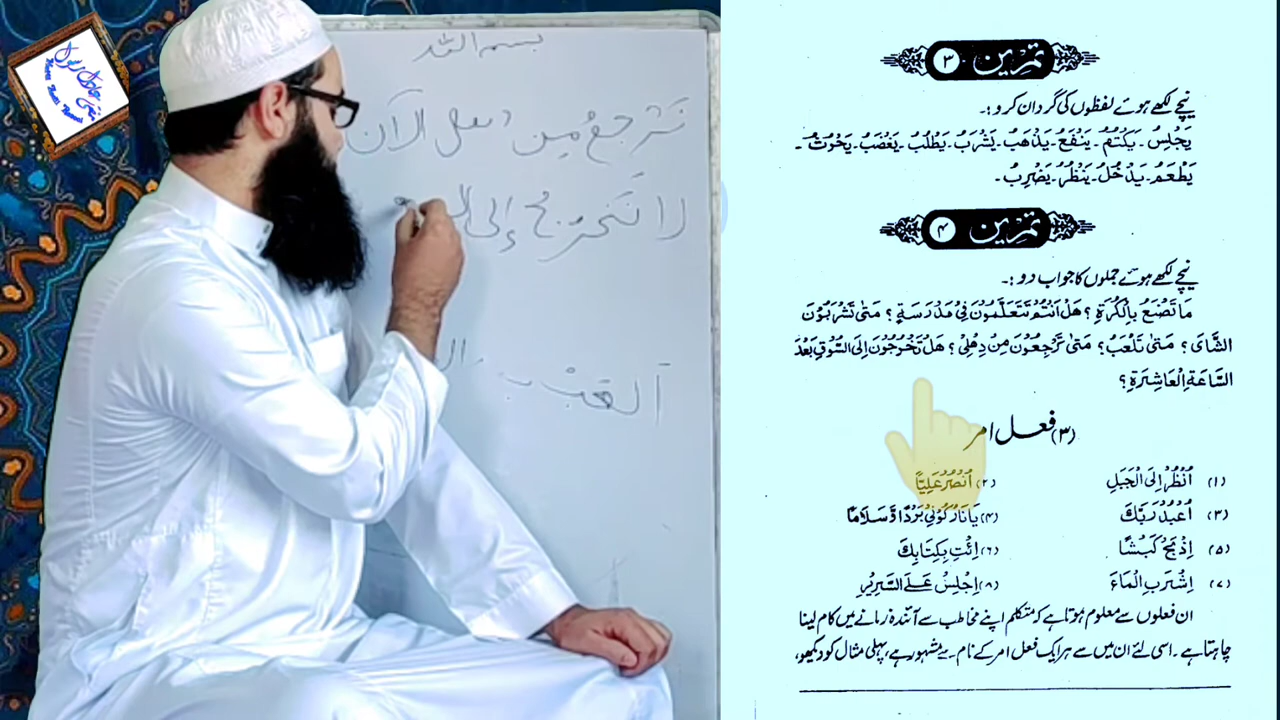 بسم اللہ
نَرْجِعُ مِن دهلی الآن
لا نَخْرُجُ إلى ال
تمرین ۳
نیچے لکھے ہوئے لفظوں کی گردان کرو :۔
يَجْلِسُ ۔ يَكْتُمُ ۔ يَنْفَعُ ۔ يَذْهَبُ ۔ يَشْرَبُ ۔ يَطْلُبُ ۔ يَغْضَبُ ۔
يَطْعَمُ ۔ يَدْخُلُ ۔ يَنْظُرُ ۔ يَضْرِبُ ۔
تمرین ۴
نیچے لکھے ہوئے جملوں کا جواب دو :۔
مَا تَصْنَعُ بِالْكُرَةِ ؟ هَلْ اَنْتُمْ تَتَعَلَّمُوْنَ فِیْ مَدْرَسَةٍ ؟ مَتٰى تَشْرَبُوْنَ
الشَّاىَ ؟ مَتٰى تَلْعَبُ ؟ مَتٰى تَرْجِعُوْنَ مِنْ دِهْلِیْ ؟ هَلْ تَخْرُجُوْنَ اِلَى السُّوْقِ بَعْدَ
السَّاعَةِ الْعَاشِرَةِ ؟
(۳) فعل امر
(۱) اُنْظُرْ اِلَى الْجَبَلِ (۲) اُنْصُرْ عَلِيًّا
(۳) اُعْبُدْ رَبَّكَ (۴) يَا نَارُ كُوْنِیْ بَرْدًا وَّسَلَامًا
(۵) اِذْبَحْ كَبْشًا (۶) اِئْتِ بِكِتَابِكَ
(۷) اِشْرَبِ الْمَاءَ (۸) اِجْلِسْ عَلَى السَّرِيْرِ
ان فعلوں سے معلوم ہوتا ہے کہ متکلم اپنے مخاطب سے آئندہ زمانے میں کام لینا
چاہتا ہے۔ اسی لئے ان میں سے ہر ایک فعل امر کے نام سے مشہور ہے، پہلی مثال کو دیکھو،